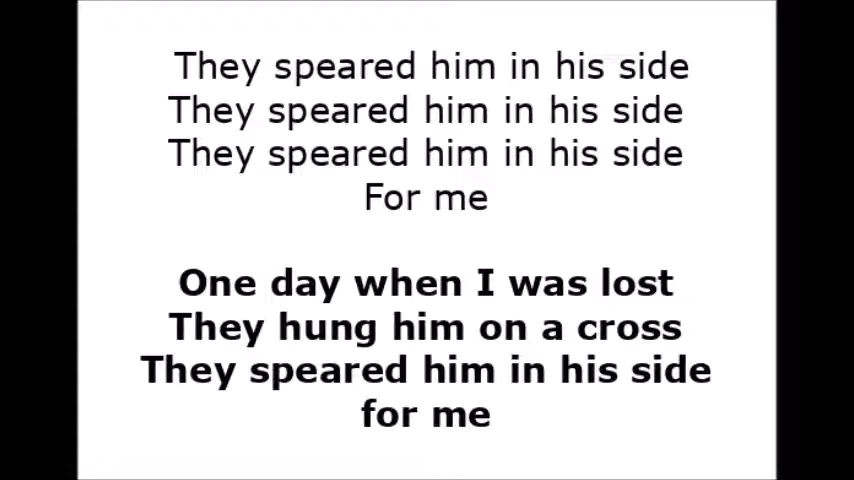 They speared him in his side
They speared him in his side
They speared him in his side
For me
One day when I was lost
They hung him on a cross
They speared him in his side
for me